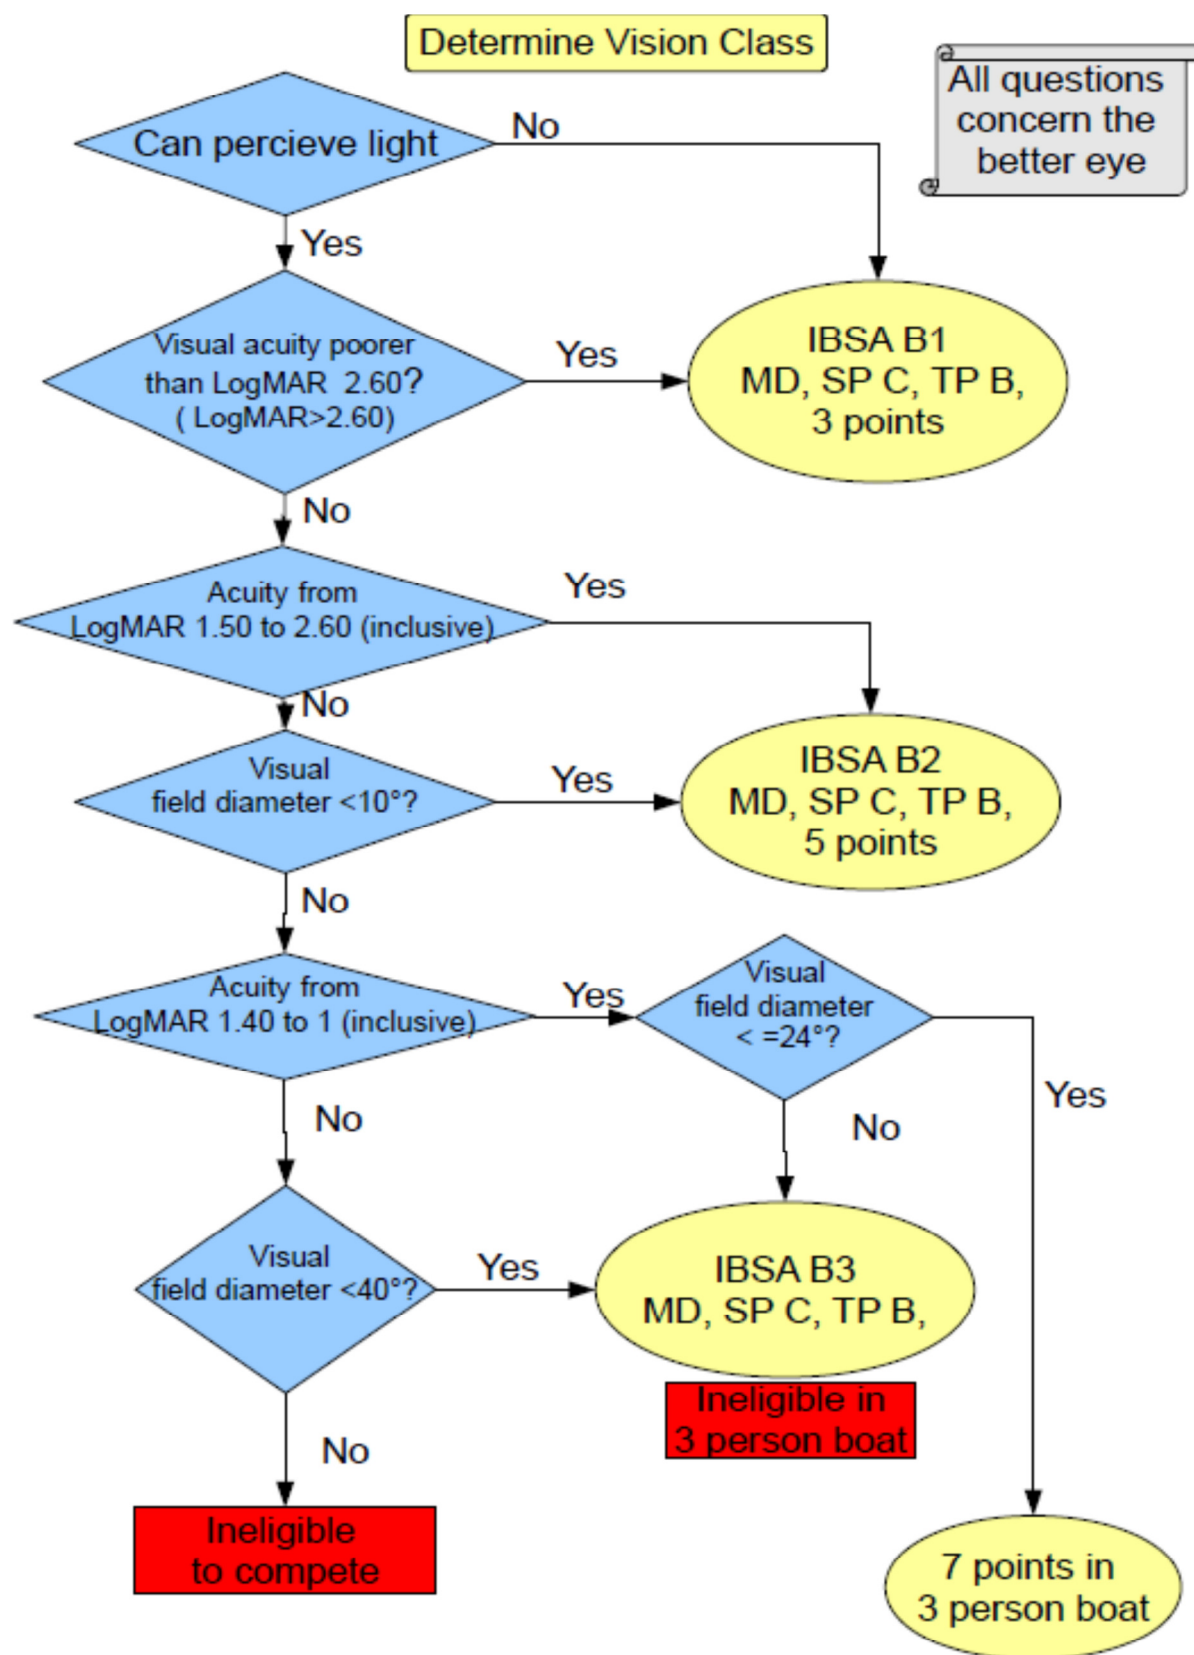 Determine Vision Class
All questions
concern the
better eye
Can percieve light
No
Yes
Visual acuity poorer
than LogMAR 2.60?
( LogMAR>2.60)
Yes
IBSA B1
MD, SP C, TP B,
3 points
No
Acuity from
LogMAR 1.50 to 2.60 (inclusive)
Yes
No
Visual
field diameter <10°?
Yes
IBSA B2
MD, SP C, TP B,
5 points
No
Acuity from
LogMAR 1.40 to 1 (inclusive)
Yes
Visual
field diameter
< =24°?
Yes
No
No
Visual
field diameter <40°?
Yes
IBSA B3
MD, SP C, TP B,
Ineligible in
3 person boat
No
Ineligible
to compete
7 points in
3 person boat